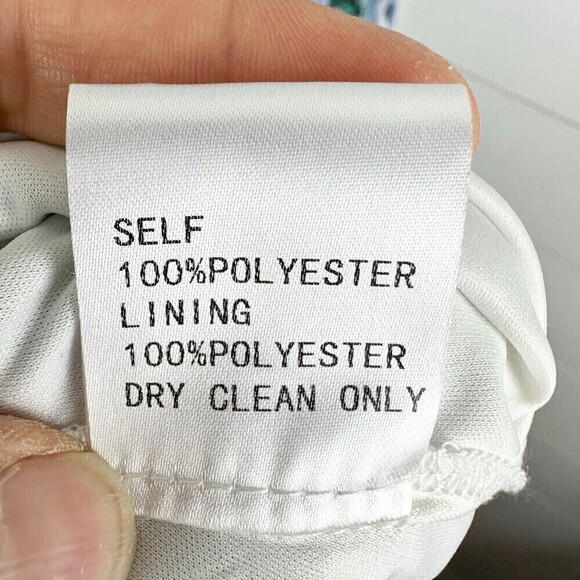 SELF
100%POLYESTER
LINING
100%POLYESTER
DRY CLEAN ONLY